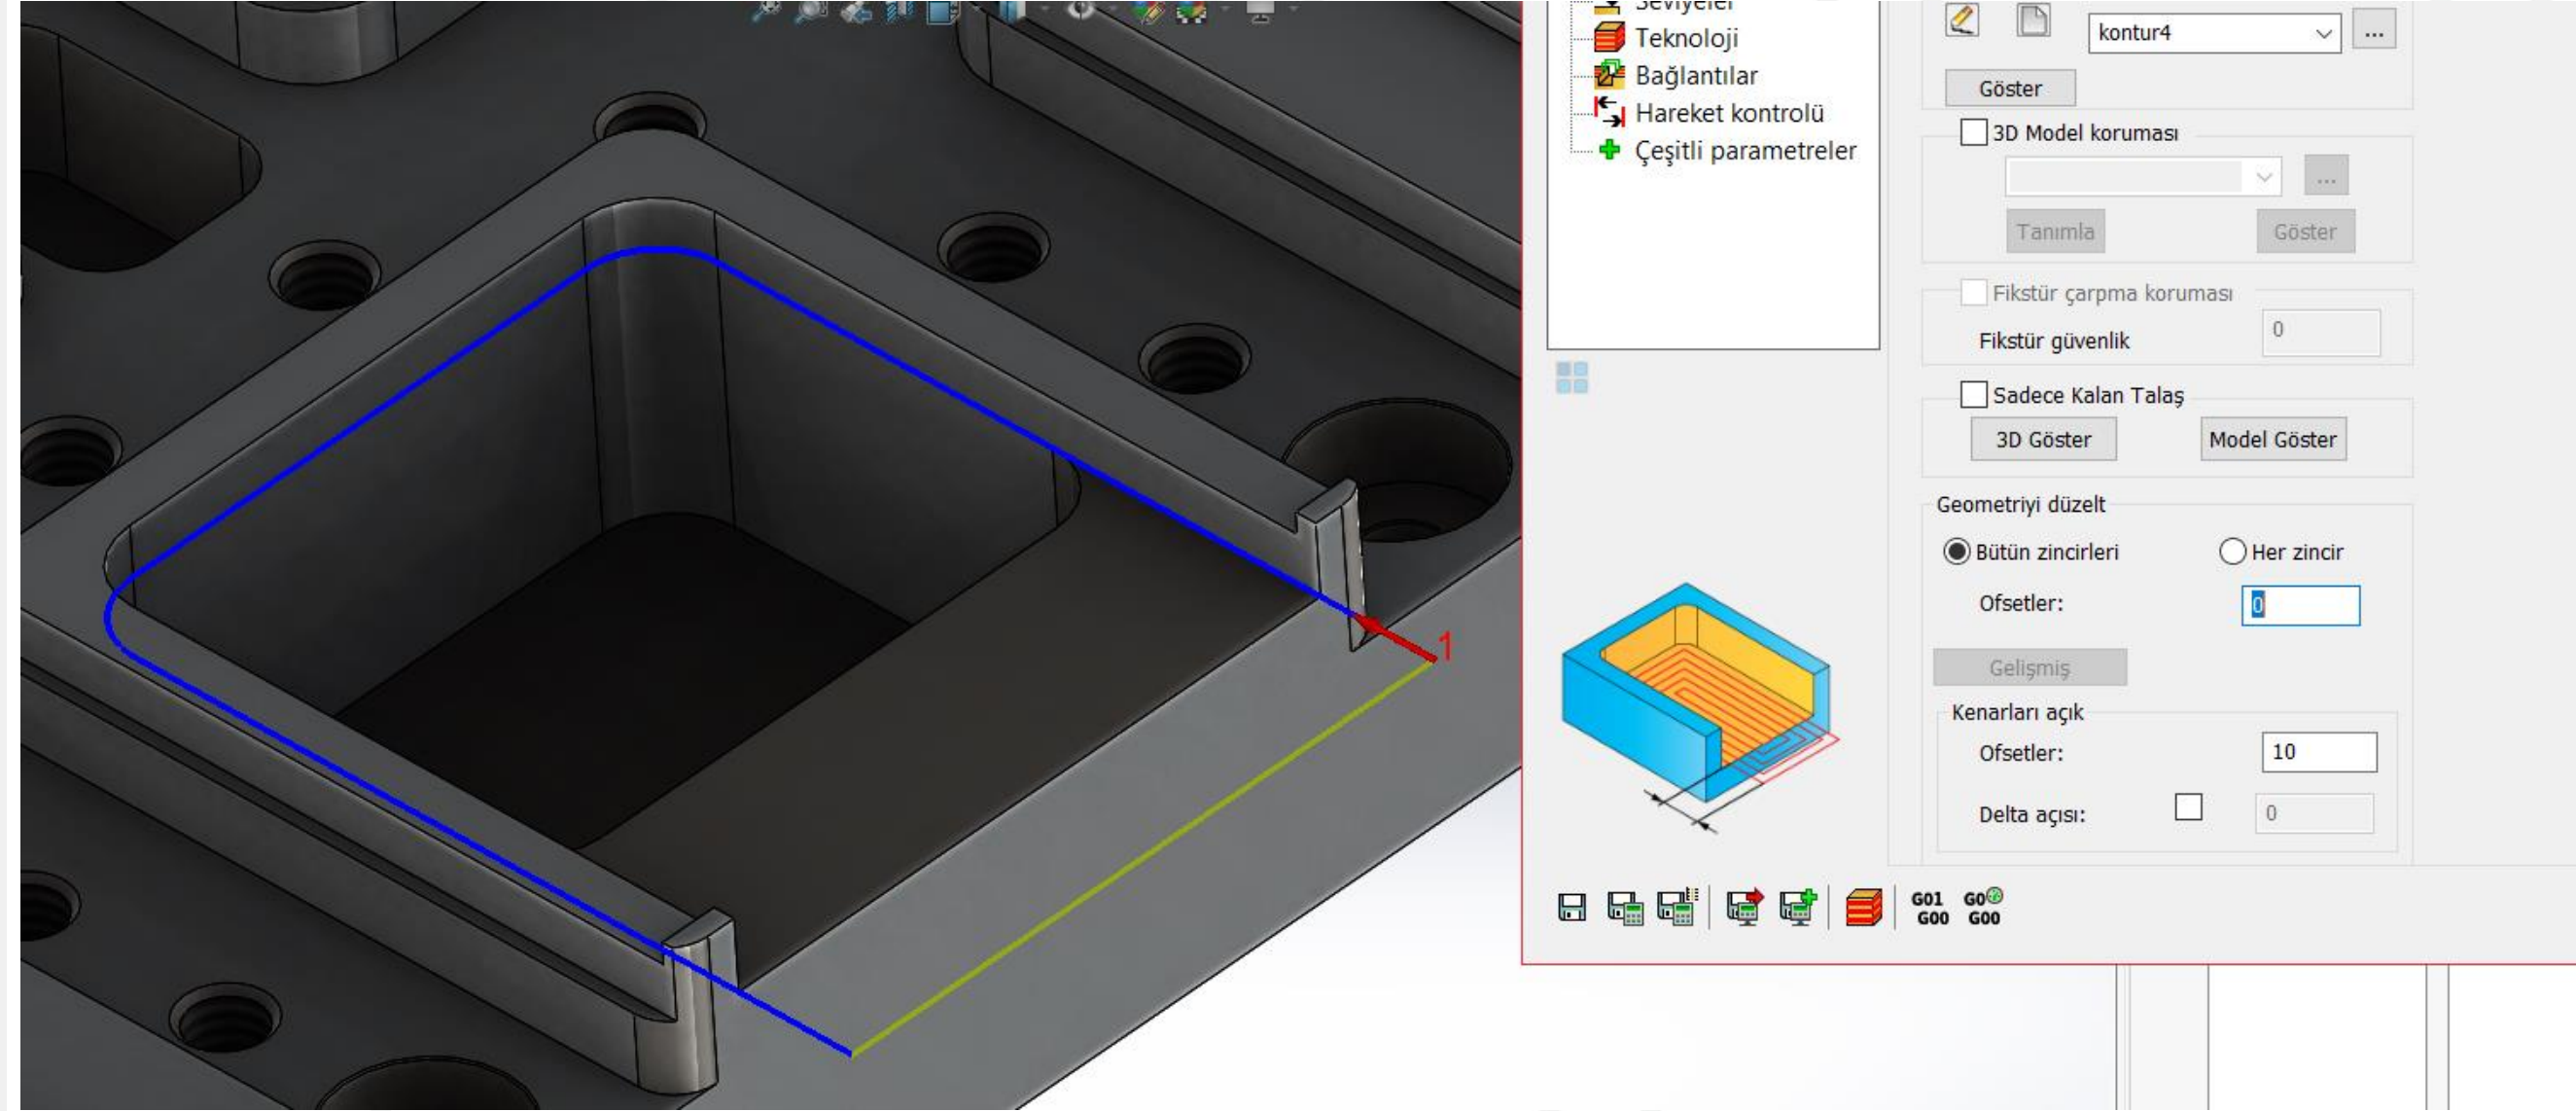 Seviyeler
Teknoloji
Bağlantılar
Hareket kontrolü
Çeşitli parametreler
kontur4
...
Göster
3D Model koruması
...
Tanımla
Göster
Fikstür çarpma koruması
Fikstür güvenlik
0
Sadece Kalan Talaş
3D Göster
Model Göster
Geometriyi düzelt
Bütün zincirleri
Her zincir
Ofsetler:
0
Gelişmiş
Kenarları açık
Ofsetler:
10
Delta açısı:
0
G01
G00
G0
G00
1